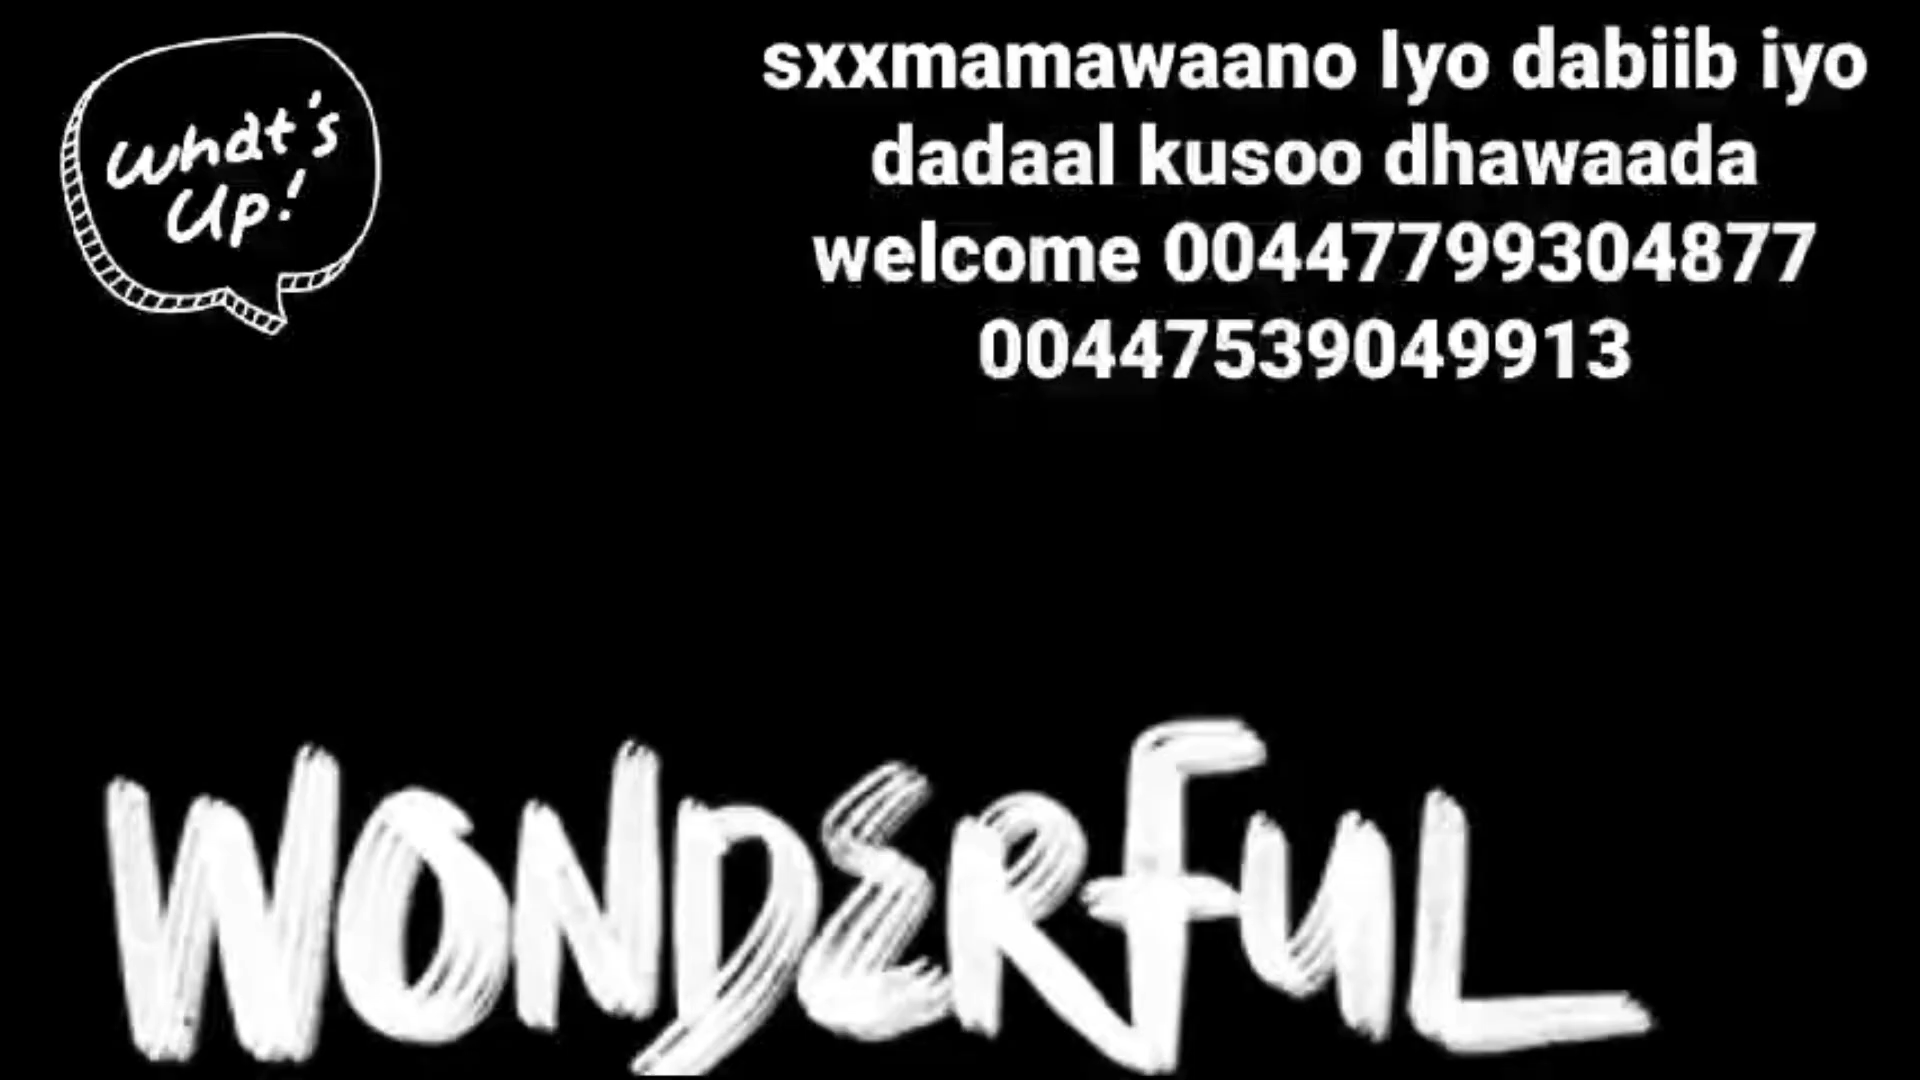 what's
up!
sxxmamawaano Iyo dabiib iyo
dadaal kusoo dhawaada
welcome 00447799304877
00447539049913
WONDERFUL